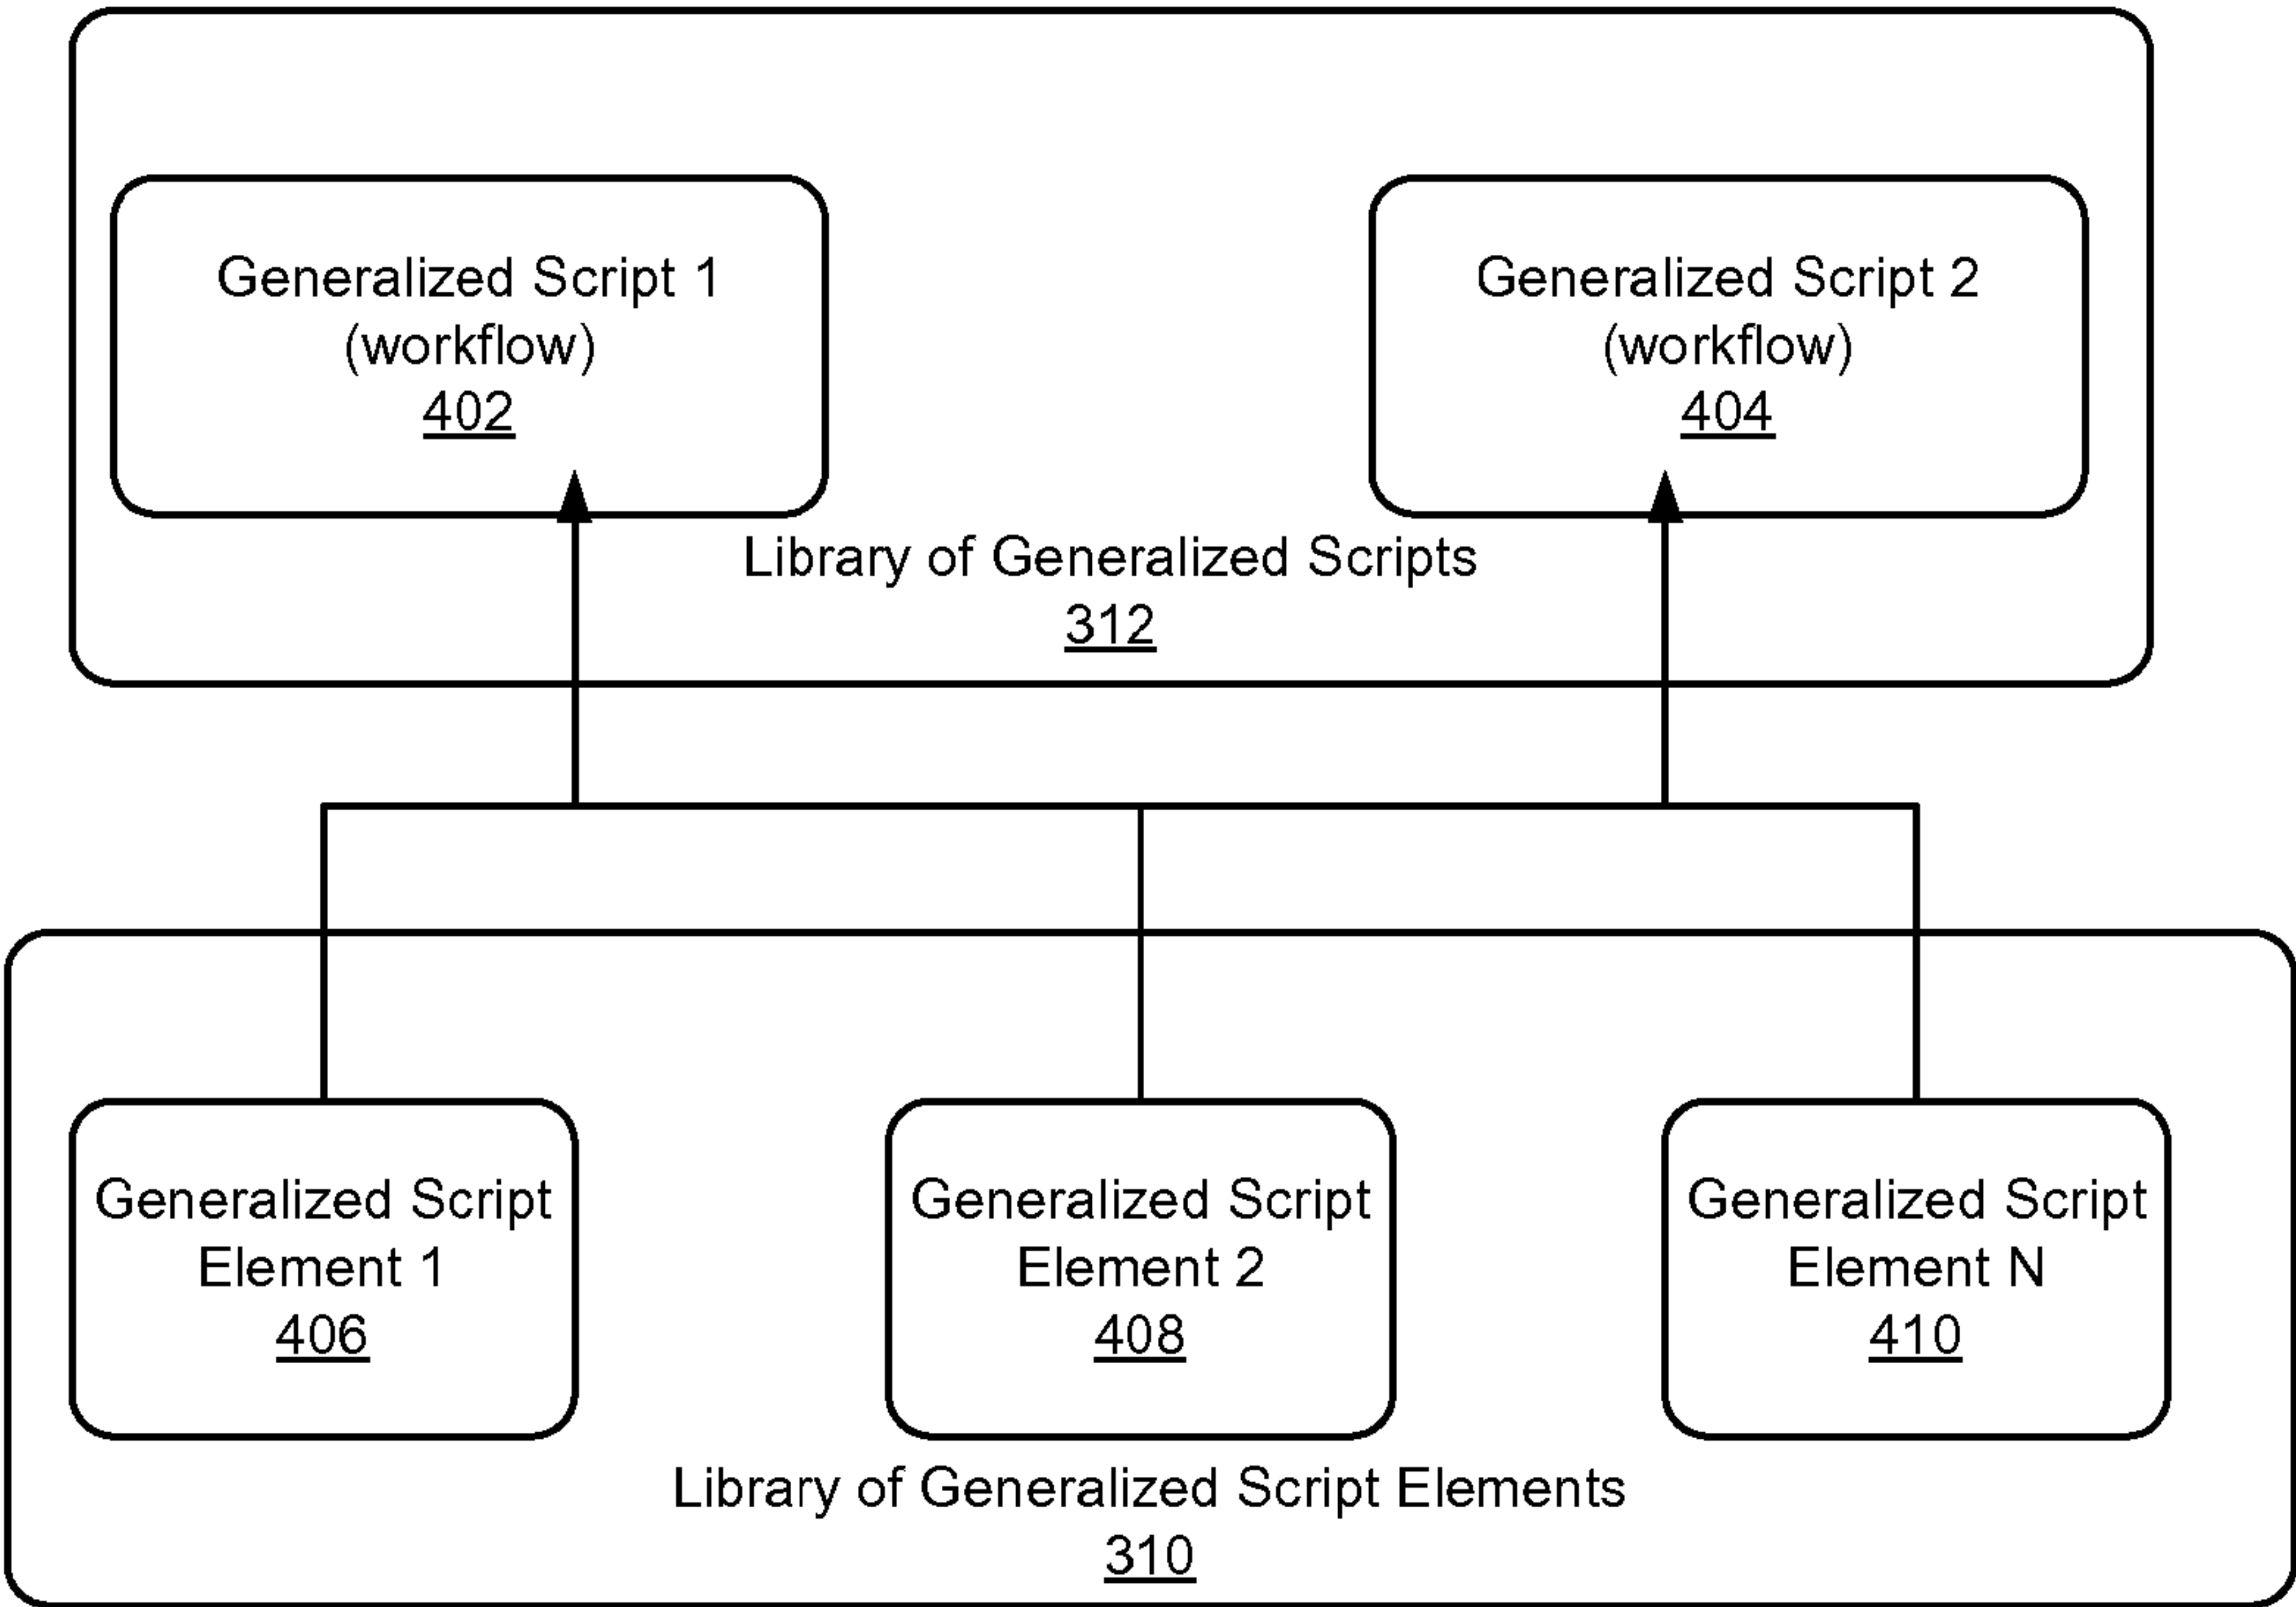 Generalized Script 1
(workflow)
402
Generalized Script 2
(workflow)
404
Library of Generalized Scripts
312
Generalized Script
Element 1
406
Generalized Script
Element 2
408
Generalized Script
Element N
410
Library of Generalized Script Elements
310